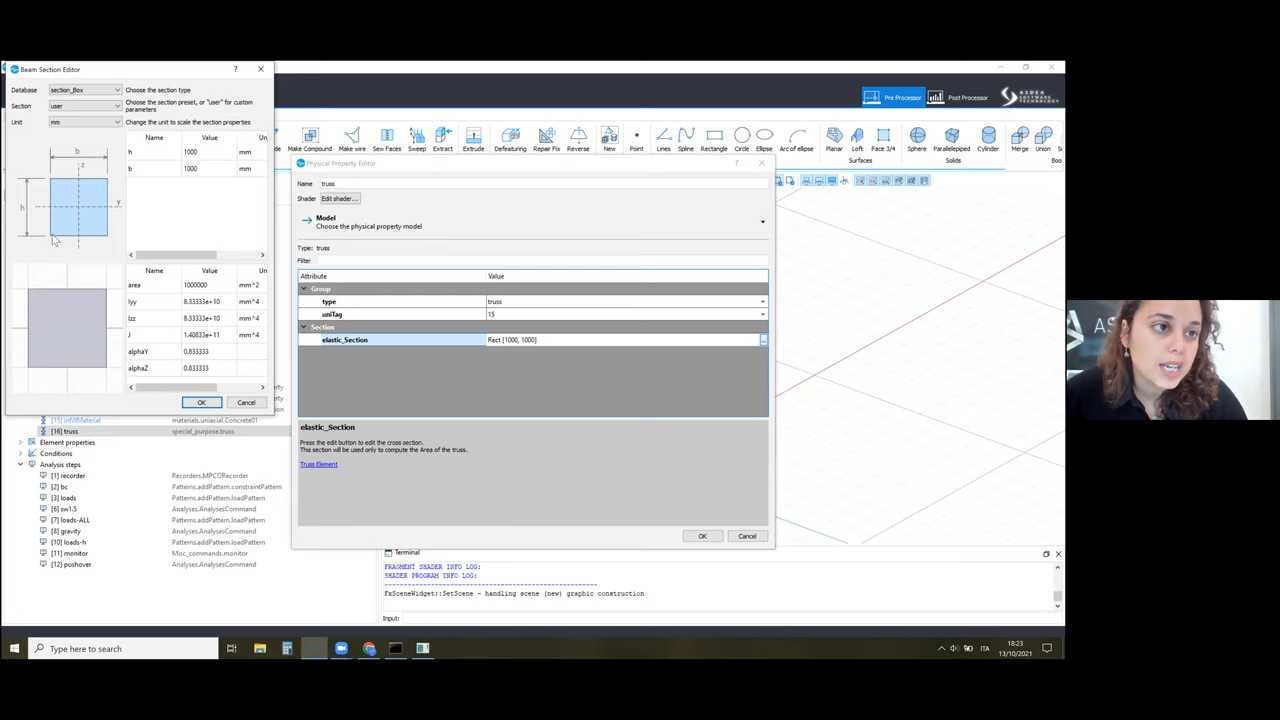 Beam Section Editor
?
Database section_Box Choose the section type
Section user Choose the section preset, or "user" for custom
parameters
Unit mm Change the unit to scale the section properties
Name Value Un
h 1000 mm
b 1000 mm
b
z
y
h
Name Value Un
area 1000000 mm^2
Iyy 8.33333e+10 mm^4
Izz 8.33333e+10 mm^4
J 1.40833e+11 mm^4
alphaY 0.833333
alphaZ 0.833333
OK Cancel
Pre Processor Post Processor ASDEA
SOFTWARE
TECHNOLOGY
Make Compound Make wire Sew Faces Sweep Extract Extrude Defeaturing Repair Fix Reverse New Point Lines Spline Rectangle Circle Arc of ellipse Planar Loft Face 3/4 Sphere Parallelepiped Cylinder Merge Union
Surfaces Solids
Physical Property Editor ?
Name truss
Shader Edit shader...
Model
Choose the physical property model
Type: truss
Filter
Attribute Value
Group
type truss
uniTag 15
Section
elastic_Section Rect [1000, 1000] ...
elastic_Section
Press the edit button to edit the cross section.
This section will be used only to compute the Area of the truss.
Truss Element
OK Cancel
[15] infillMaterial materials.uniaxial.Concrete01
[16] truss special_purpose.truss
Element properties
Conditions
Analysis steps
[1] recorder Recorders.MPCORecorder
[2] bc Patterns.addPattern.constraintPattern
[3] loads Patterns.addPattern.loadPattern
[6] sw1.5 Analyses.AnalysesCommand
[7] loads-ALL Patterns.addPattern.loadPattern
[8] gravity Analyses.AnalysesCommand
[10] loads-h Patterns.addPattern.loadPattern
[11] monitor Misc_commands.monitor
[12] pushover Analyses.AnalysesCommand
Terminal
FRAGMENT SHADER INFO LOG:
SHADER PROGRAM INFO LOG:
FxSceneWidget::SetScene - handling scene (new) graphic construction
Input:
Type here to search
ITA
18:23
13/10/2021